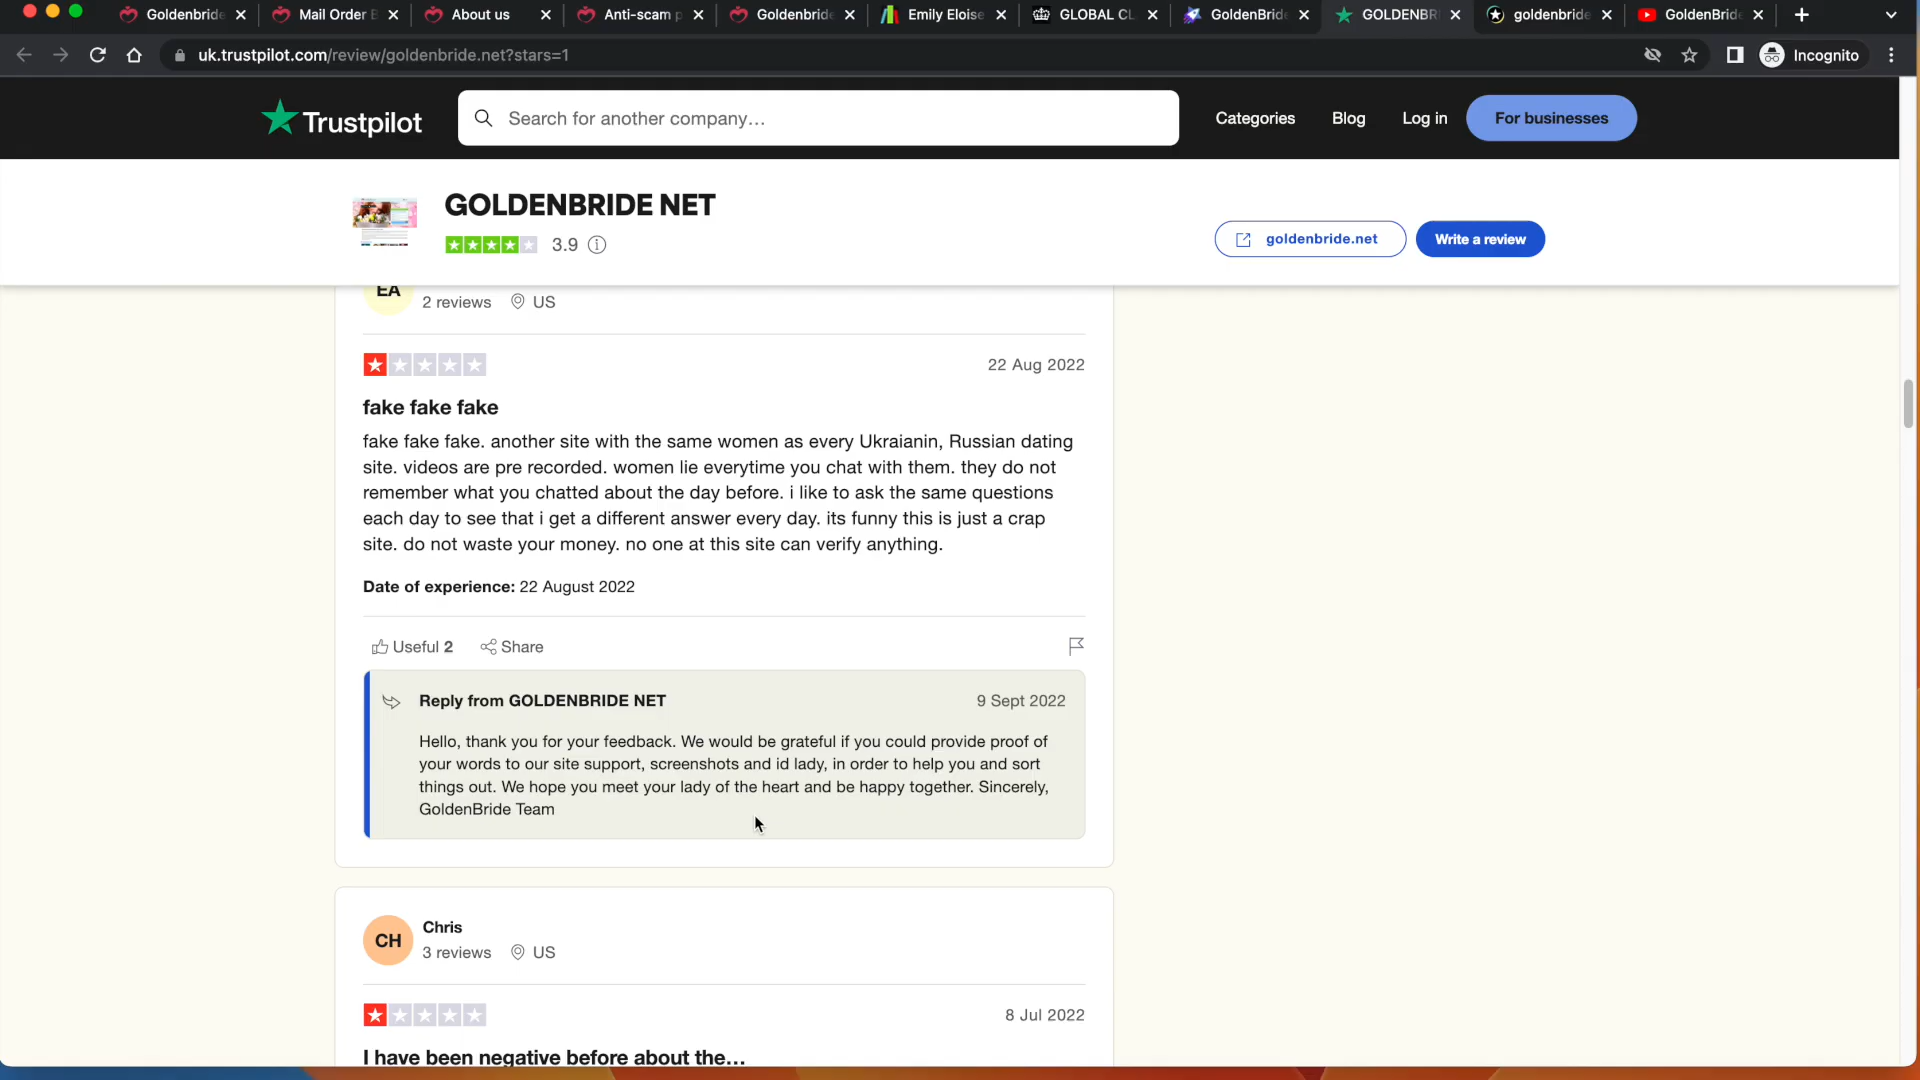 Goldenbride
Mail Order B
About us
Anti-scam p
Goldenbride
Emily Eloise
GLOBAL CL
GoldenBride
GOLDENBRI
goldenbride
GoldenBride
uk.trustpilot.com/review/goldenbride.net?stars=1
Incognito
Trustpilot
Search for another company…
Categories
Blog
Log in
For businesses
GOLDENBRIDE NET
3.9
goldenbride.net
Write a review
EA
2 reviews US
22 Aug 2022
fake fake fake
fake fake fake. another site with the same women as every Ukraianin, Russian dating
site. videos are pre recorded. women lie everytime you chat with them. they do not
remember what you chatted about the day before. i like to ask the same questions
each day to see that i get a different answer every day. its funny this is just a crap
site. do not waste your money. no one at this site can verify anything.
Date of experience: 22 August 2022
Useful 2 Share
Reply from GOLDENBRIDE NET 9 Sept 2022
Hello, thank you for your feedback. We would be grateful if you could provide proof of
your words to our site support, screenshots and id lady, in order to help you and sort
things out. We hope you meet your lady of the heart and be happy together. Sincerely,
GoldenBride Team
CH
Chris
3 reviews US
8 Jul 2022
I have been negative before about the…